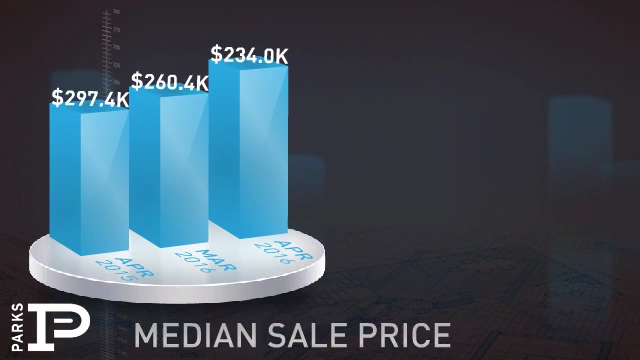 $297.4K
$260.4K
$234.0K
APR
2015
MAR
2016
APR
2016
PARKS
P
MEDIAN SALE PRICE